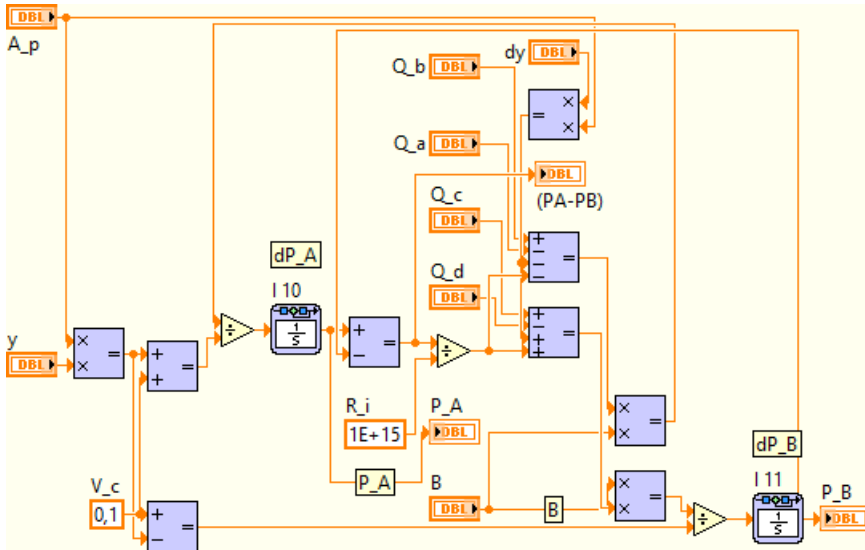 DBL
A_p
dy
DBL
Q_b
DBL
×
×
=
Q_a
DBL
DBL
(PA-PB)
Q_c
DBL
+
−
−
−
=
dP_A
Q_d
DBL
I 10
1
S
÷
+
−
=
÷
+
−
+
+
=
y
DBL
×
×
=
+
+
=
R_i
1E+15
P_A
DBL
×
×
=
dP_B
P_A
B
DBL
B
×
×
=
I 11
1
S
÷
P_B
DBL
V_c
0,1
+
−
=